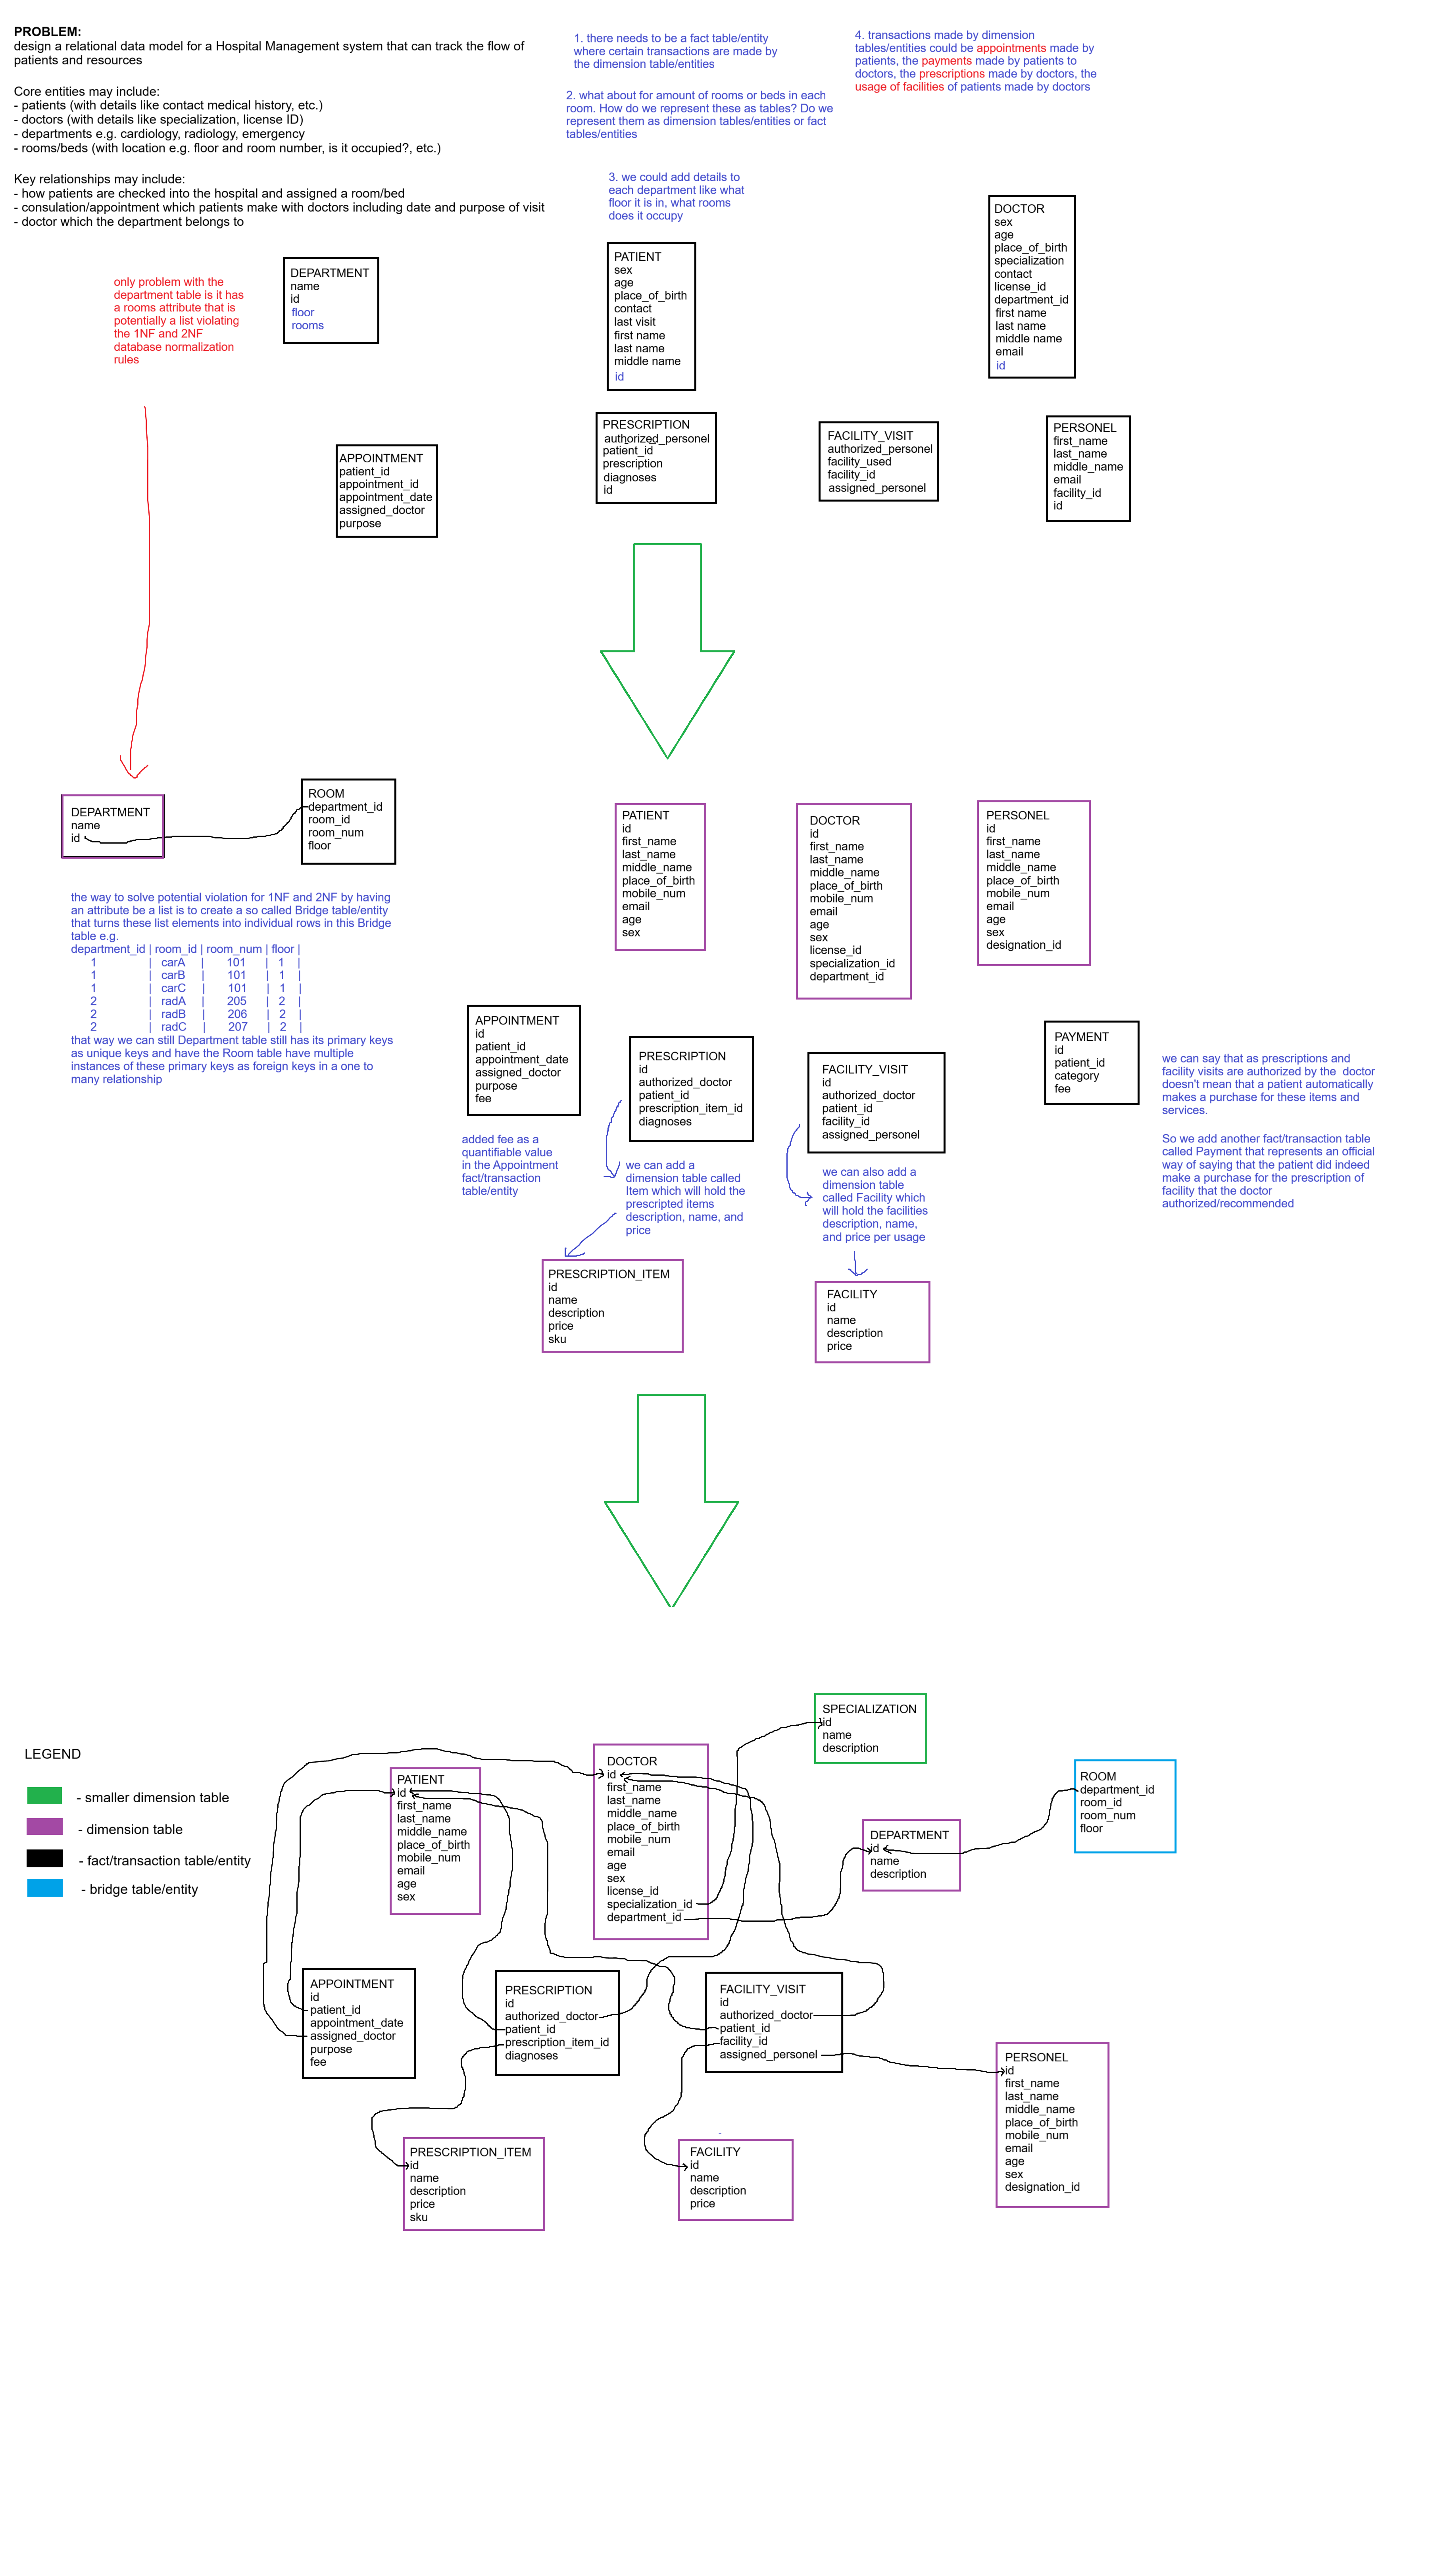 PROBLEM:
design a relational data model for a Hospital Management system that can track the flow of
patients and resources
Core entities may include:
- patients (with details like contact medical history, etc.)
- doctors (with details like specialization, license ID)
- departments e.g. cardiology, radiology, emergency
- rooms/beds (with location e.g. floor and room number, is it occupied?, etc.)
Key relationships may include:
- how patients are checked into the hospital and assigned a room/bed
- consulation/appointment which patients make with doctors including date and purpose of visit
- doctor which the department belongs to
1. there needs to be a fact table/entity
where certain transactions are made by
the dimension table/entities
2. what about for amount of rooms or beds in each
room. How do we represent these as tables? Do we
represent them as dimension tables/entities or fact
tables/entities
3. we could add details to
each department like what
floor it is in, what rooms
does it occupy
4. transactions made by dimension
tables/entities could be appointments made by
patients, the payments made by patients to
doctors, the prescriptions made by doctors, the
usage of facilities of patients made by doctors
only problem with the
department table is it has
a rooms attribute that is
potentially a list violating
the 1NF and 2NF
database normalization
rules
DEPARTMENT
name
id
floor
rooms
PATIENT
sex
age
place_of_birth
contact
last visit
first name
last name
middle name
id
DOCTOR
sex
age
place_of_birth
specialization
contact
license_id
department_id
first name
last name
middle name
email
id
APPOINTMENT
patient_id
appointment_id
appointment_date
assigned_doctor
purpose
PRESCRIPTION
authorized_personel
patient_id
prescription
diagnoses
id
FACILITY_VISIT
authorized_personel
facility_used
facility_id
assigned_personel
PERSONEL
first_name
last_name
middle_name
email
facility_id
id
DEPARTMENT
name
id
ROOM
department_id
room_id
room_num
floor
the way to solve potential violation for 1NF and 2NF by having
an attribute be a list is to create a so called Bridge table/entity
that turns these list elements into individual rows in this Bridge
table e.g.
department_id | room_id | room_num | floor |
1 | carA | 101 | 1 |
1 | carB | 101 | 1 |
1 | carC | 101 | 1 |
2 | radA | 205 | 2 |
2 | radB | 206 | 2 |
2 | radC | 207 | 2 |
that way we can still Department table still has its primary keys
as unique keys and have the Room table have multiple
instances of these primary keys as foreign keys in a one to
many relationship
PATIENT
id
first_name
last_name
middle_name
place_of_birth
mobile_num
email
age
sex
DOCTOR
id
first_name
last_name
middle_name
place_of_birth
mobile_num
email
age
sex
license_id
specialization_id
department_id
PERSONEL
id
first_name
last_name
middle_name
place_of_birth
mobile_num
email
age
sex
designation_id
APPOINTMENT
id
patient_id
appointment_date
assigned_doctor
purpose
fee
added fee as a
quantifiable value
in the Appointment
fact/transaction
table/entity
PRESCRIPTION
id
authorized_doctor
patient_id
prescription_item_id
diagnoses
we can add a
dimension table called
Item which will hold the
prescripted items
description, name, and
price
FACILITY_VISIT
id
authorized_doctor
patient_id
facility_id
assigned_personel
we can also add a
dimension table
called Facility which
will hold the facilities
description, name,
and price per usage
PAYMENT
id
patient_id
category
fee
we can say that as prescriptions and
facility visits are authorized by the doctor
doesn't mean that a patient automatically
makes a purchase for these items and
services.
So we add another fact/transaction table
called Payment that represents an official
way of saying that the patient did indeed
make a purchase for the prescription of
facility that the doctor
authorized/recommended
PRESCRIPTION_ITEM
id
name
description
price
sku
FACILITY
id
name
description
price
LEGEND
- smaller dimension table
- dimension table
- fact/transaction table/entity
- bridge table/entity
PATIENT
id
first_name
last_name
middle_name
place_of_birth
mobile_num
email
age
sex
DOCTOR
id
first_name
last_name
middle_name
place_of_birth
mobile_num
email
age
sex
license_id
specialization_id
department_id
SPECIALIZATION
id
name
description
DEPARTMENT
id
name
description
ROOM
department_id
room_id
room_num
floor
APPOINTMENT
id
patient_id
appointment_date
assigned_doctor
purpose
fee
PRESCRIPTION
id
authorized_doctor
patient_id
prescription_item_id
diagnoses
FACILITY_VISIT
id
authorized_doctor
patient_id
facility_id
assigned_personel
PERSONEL
id
first_name
last_name
middle_name
place_of_birth
mobile_num
email
age
sex
designation_id
PRESCRIPTION_ITEM
id
name
description
price
sku
FACILITY
id
name
description
price